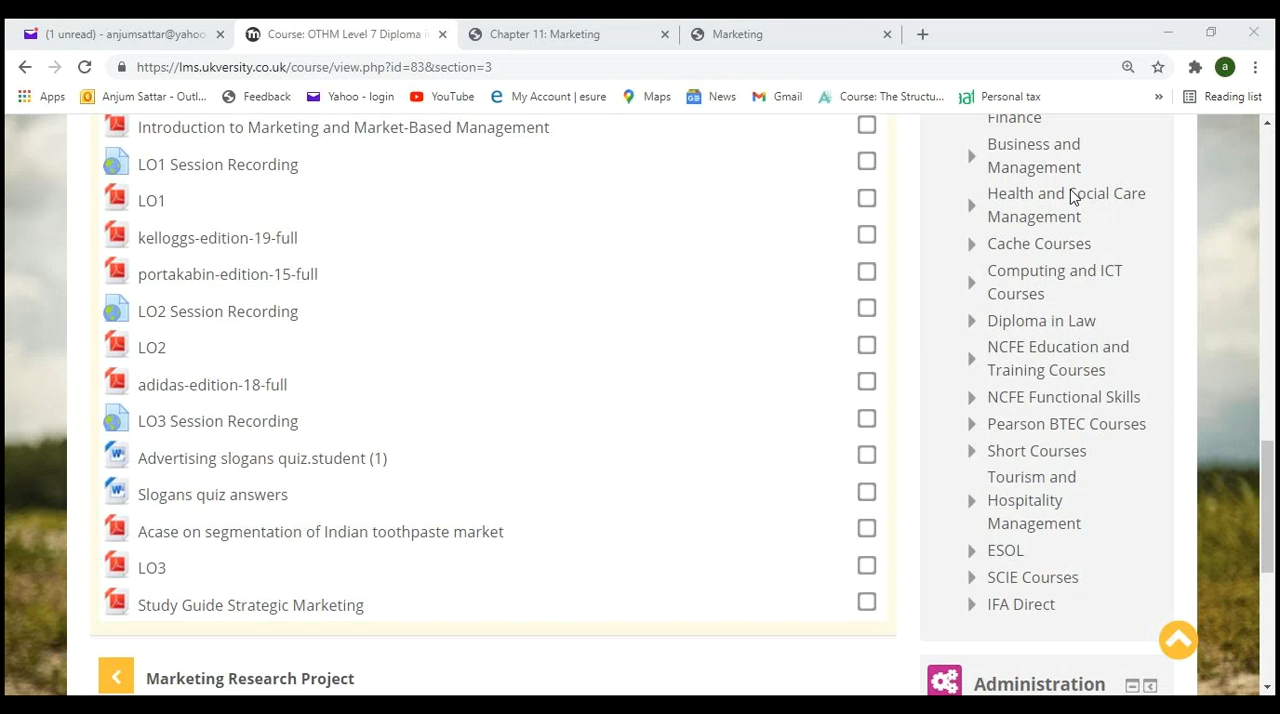 (1 unread) - anjumsattar@yahoo
Course: OTHM Level 7 Diploma i
Chapter 11: Marketing
Marketing
https://lms.ukversity.co.uk/course/view.php?id=83&section=3
a
Apps
Anjum Sattar - Outl...
Feedback
Yahoo - login
YouTube
My Account | esure
Maps
News
Gmail
Course: The Structu...
Personal tax
»
Reading list
Introduction to Marketing and Market-Based Management
LO1 Session Recording
LO1
kelloggs-edition-19-full
portakabin-edition-15-full
LO2 Session Recording
LO2
adidas-edition-18-full
LO3 Session Recording
Advertising slogans quiz.student (1)
Slogans quiz answers
Acase on segmentation of Indian toothpaste market
LO3
Study Guide Strategic Marketing
Marketing Research Project
Finance
Business and
Management
Health and Social Care
Management
Cache Courses
Computing and ICT
Courses
Diploma in Law
NCFE Education and
Training Courses
NCFE Functional Skills
Pearson BTEC Courses
Short Courses
Tourism and
Hospitality
Management
ESOL
SCIE Courses
IFA Direct
Administration